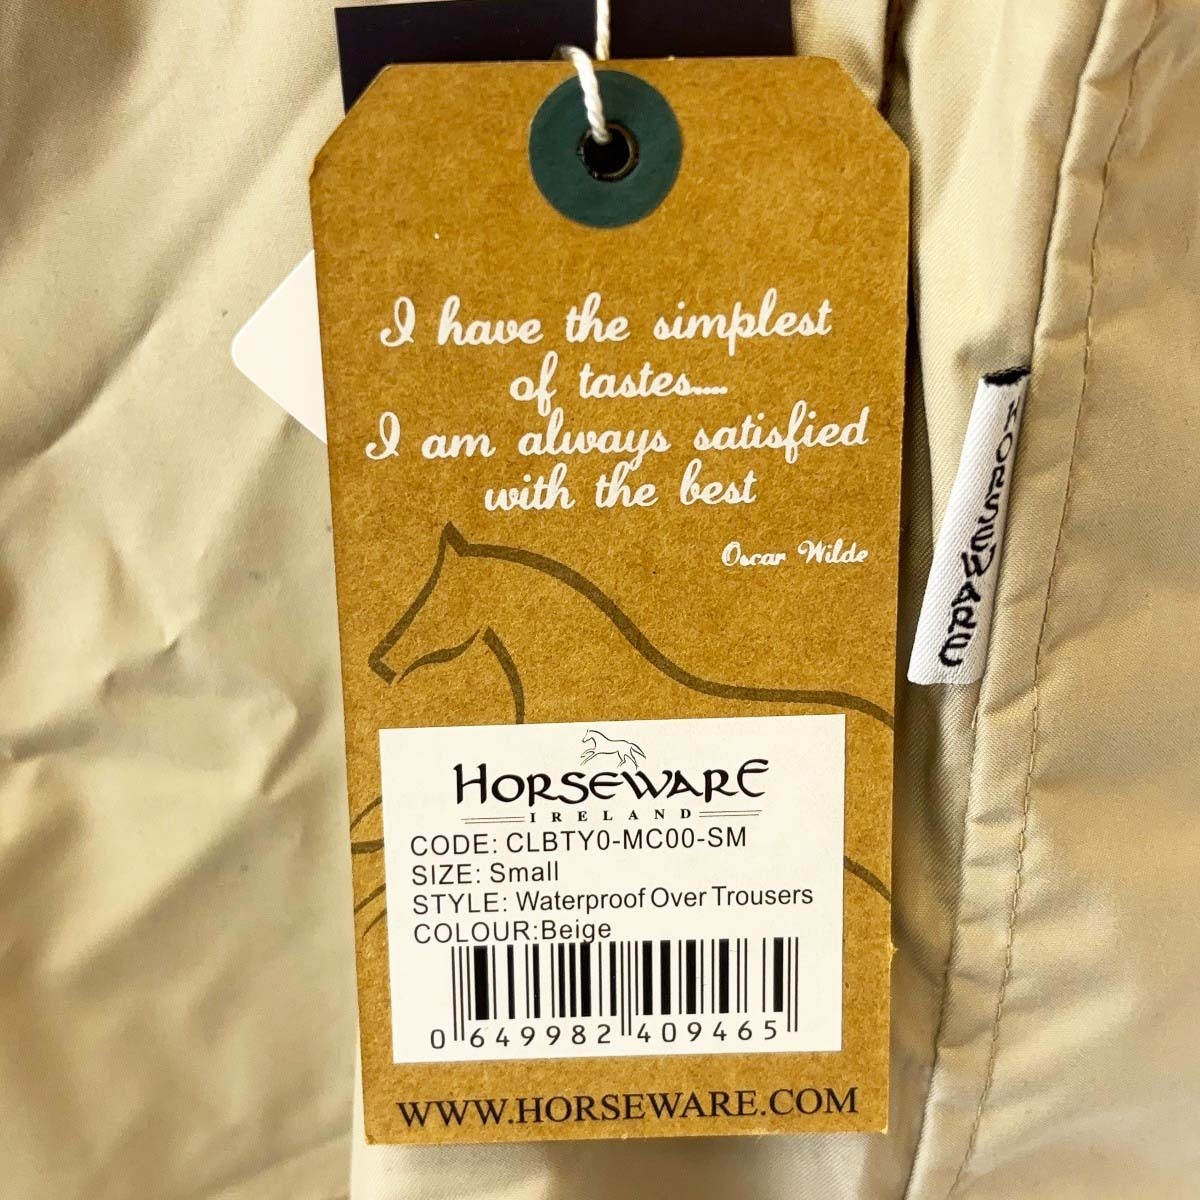 I have the simplest
of tastes....
I am always satisfied
with the best
Oscar Wilde
HORSEWARE
HORSEWARE
IRELAND
CODE: CLBTY0-MC00-SM
SIZE: Small
STYLE: Waterproof Over Trousers
COLOUR:Beige
0 649982 409465
WWW.HORSEWARE.COM